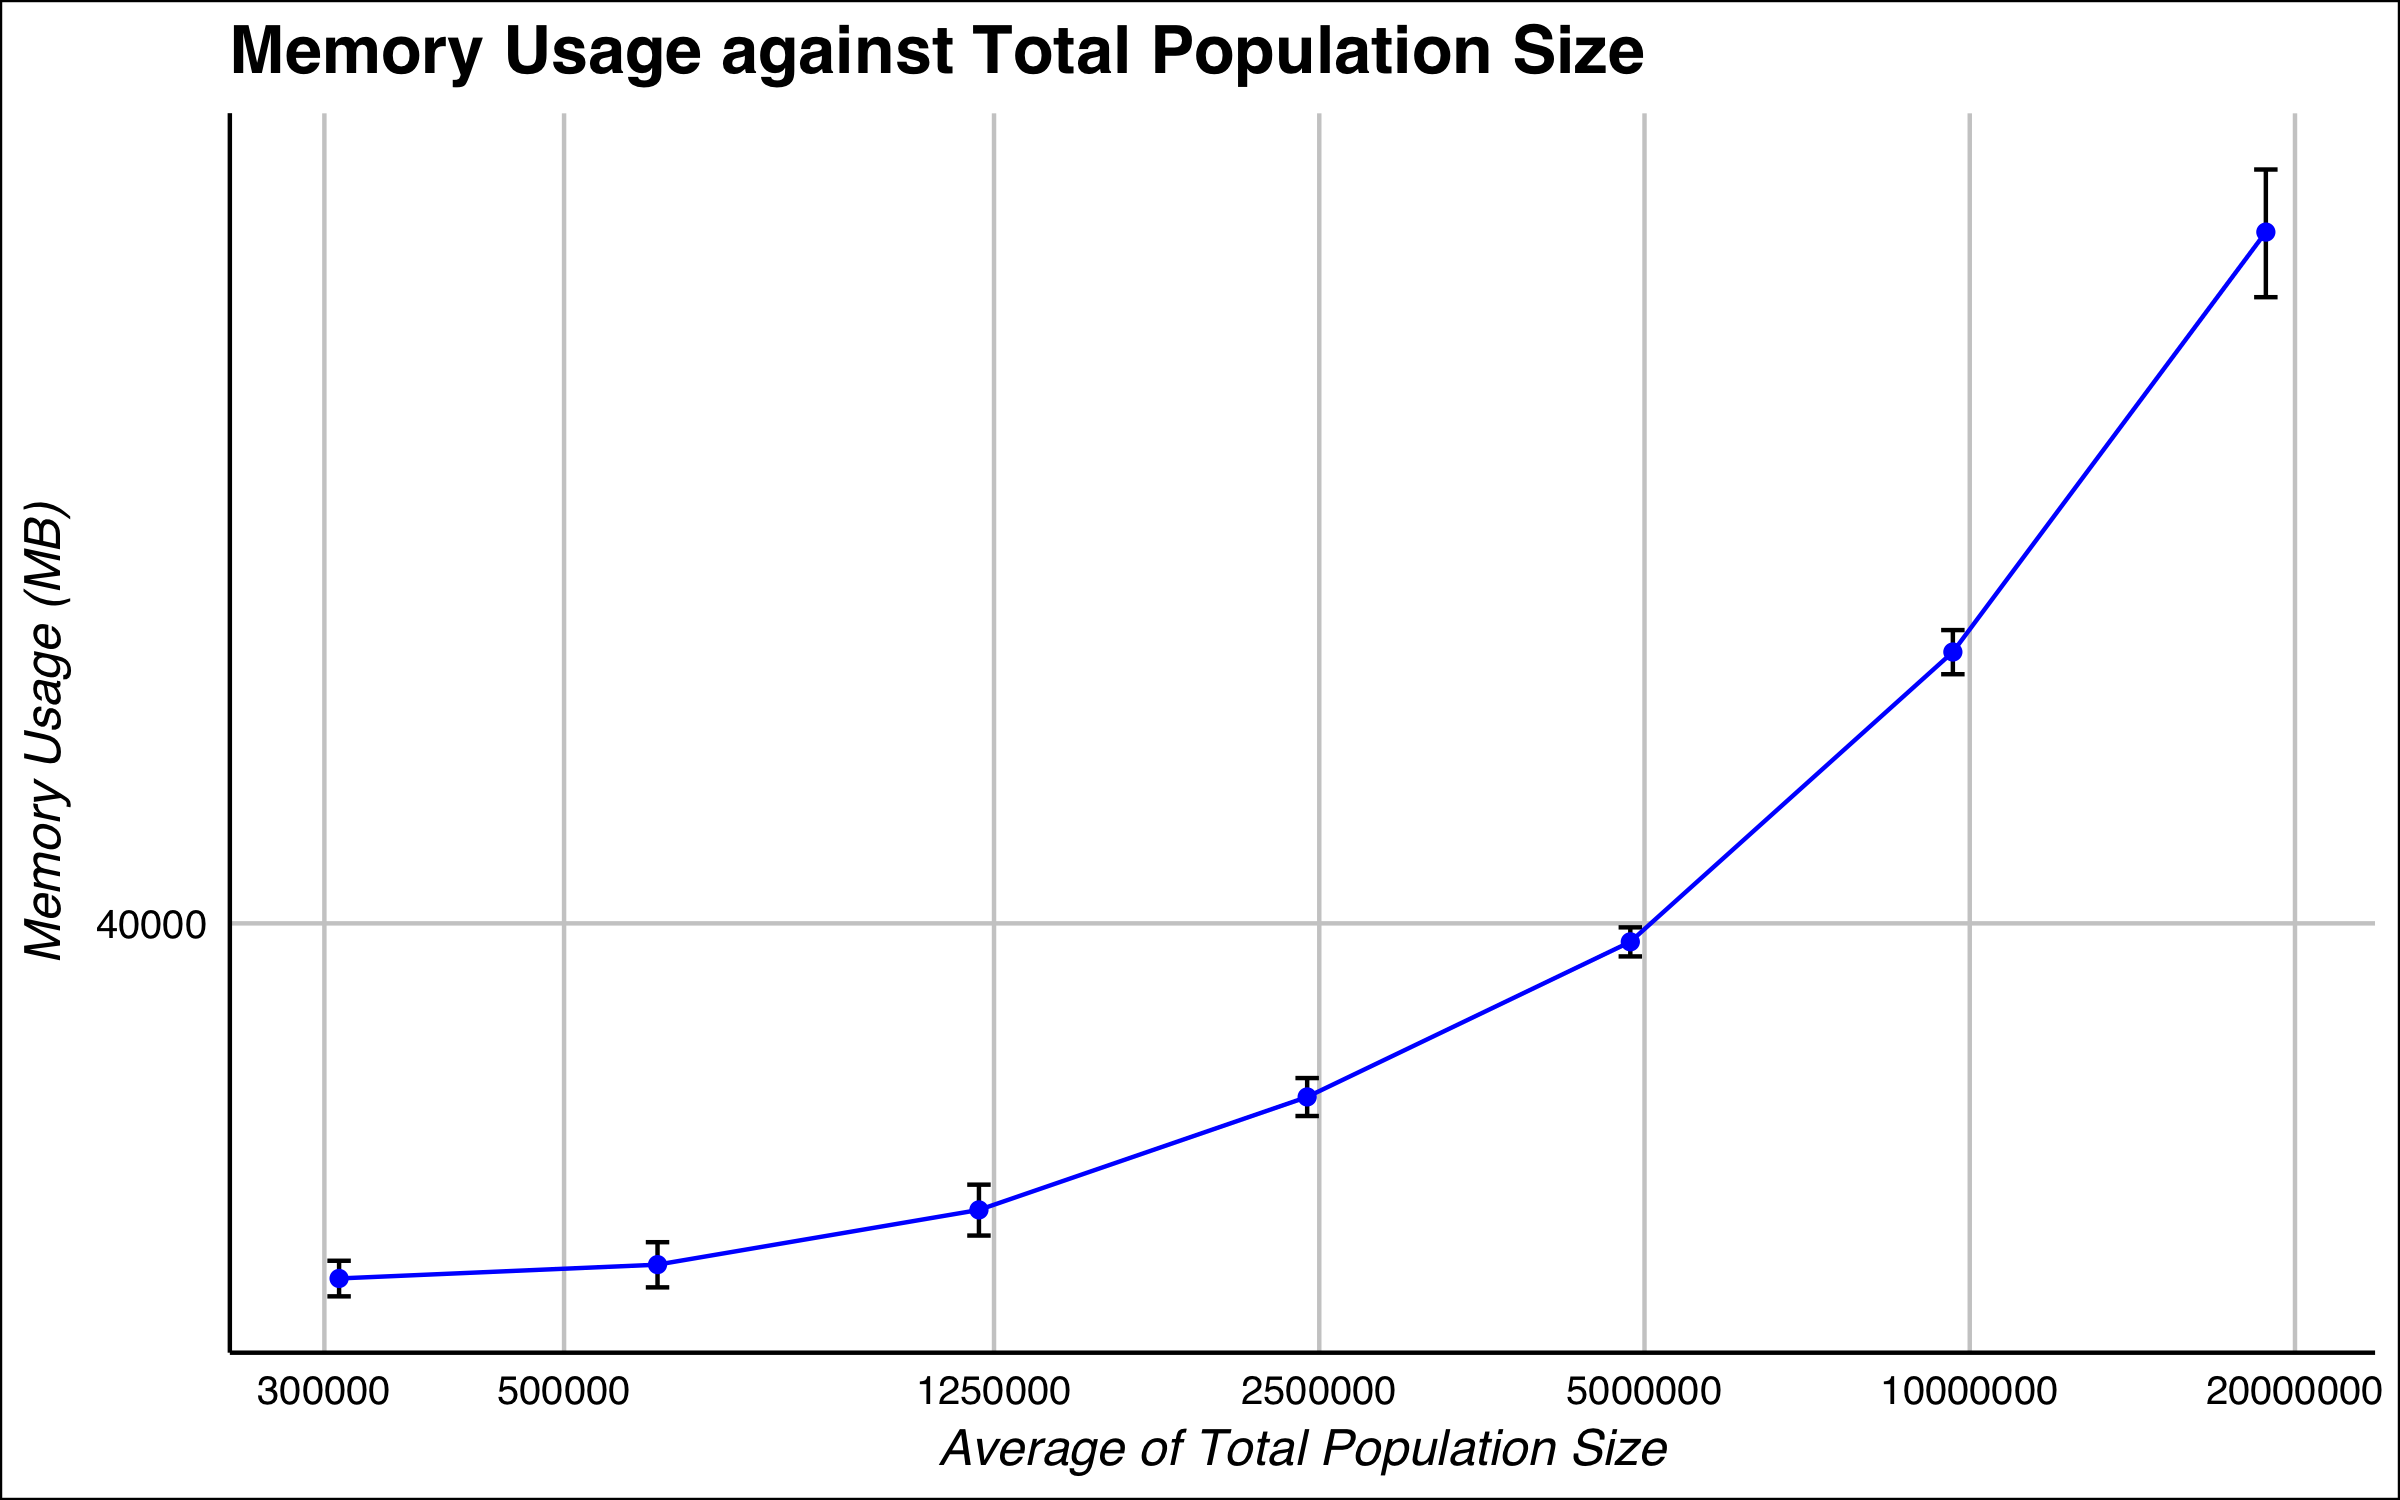 Memory Usage against Total Population Size
Memory Usage (MB)
40000
300000 500000 1250000 2500000 5000000 10000000 20000000
Average of Total Population Size